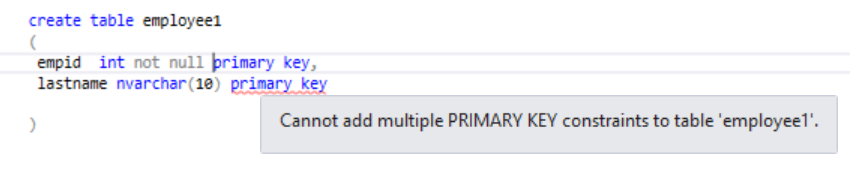 create table employee1
(
empid  int not null primary key,
lastname nvarchar(10) primary key
Cannot add multiple PRIMARY KEY constraints to table 'employee1'.
)